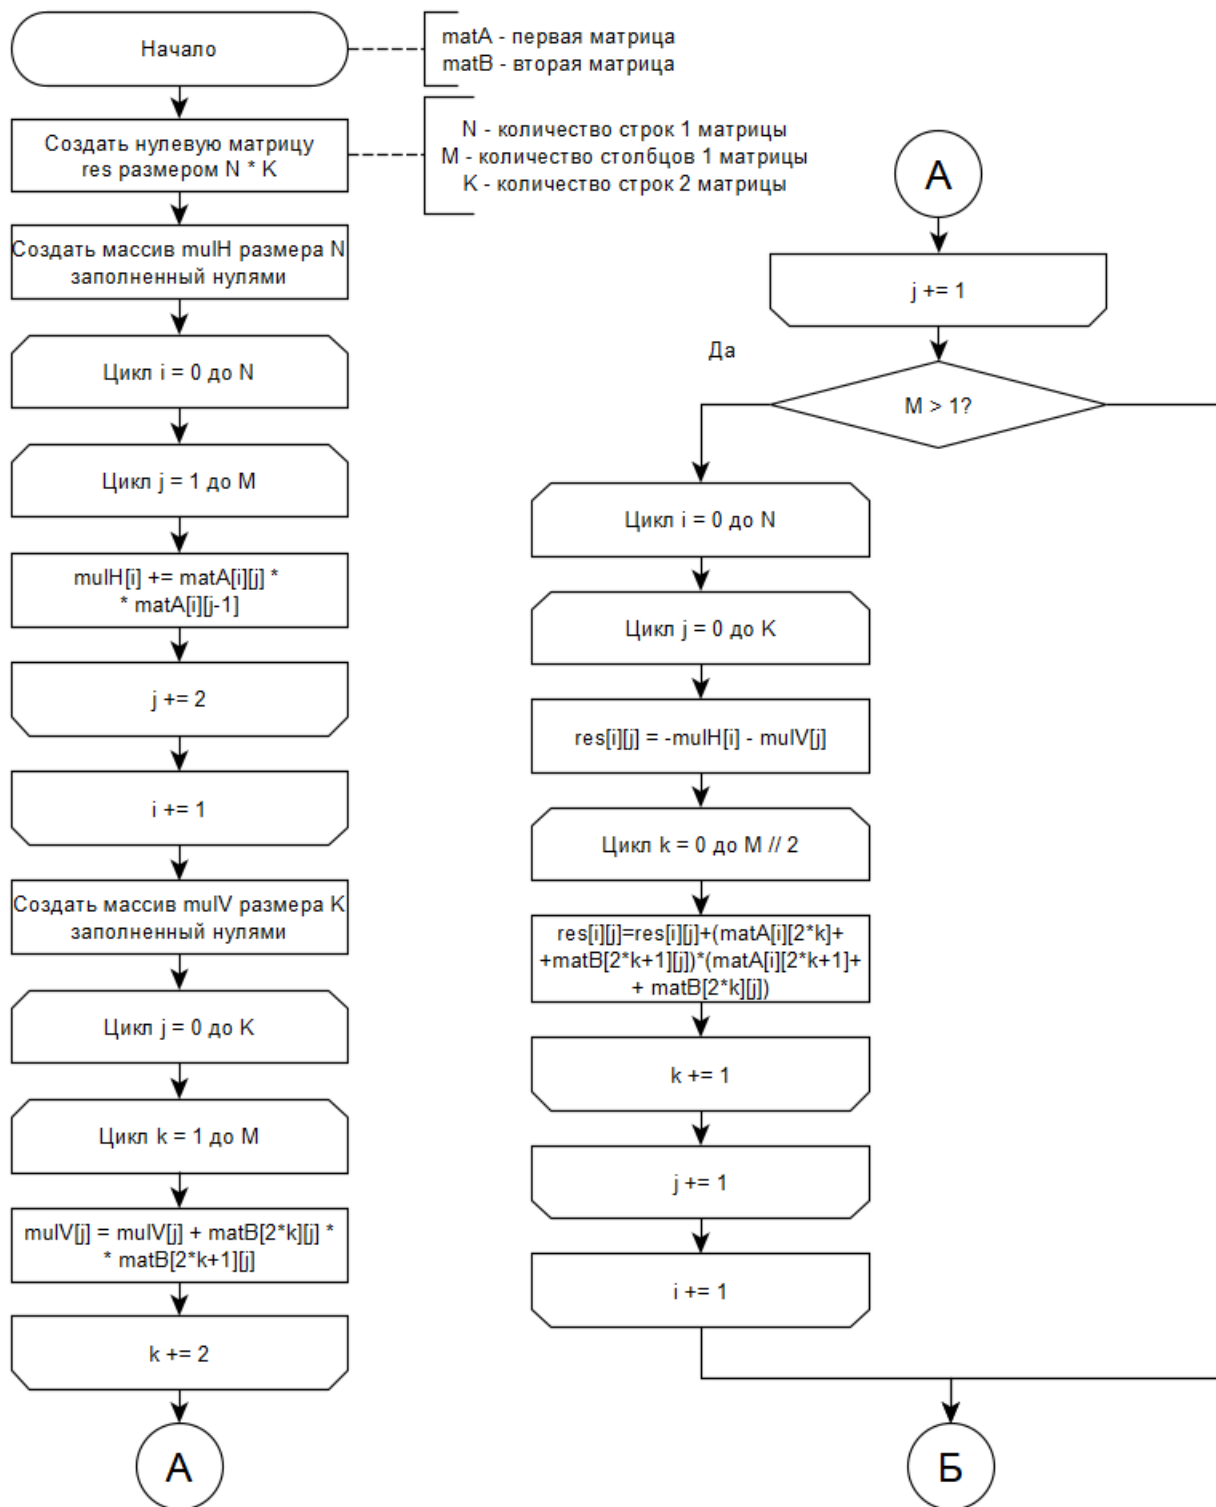 Начало
matA - первая матрица
matB - вторая матрица
Создать нулевую матрицу
res размером N * K
N - количество строк 1 матрицы
M - количество столбцов 1 матрицы
K - количество строк 2 матрицы
Создать массив mulH размера N
заполненный нулями
Цикл i = 0 до N
Цикл j = 1 до M
mulH[i] += matA[i][j] *
* matA[i][j-1]
j += 2
i += 1
Создать массив mulV размера K
заполненный нулями
Цикл j = 0 до K
Цикл k = 1 до M
mulV[j] = mulV[j] + matB[2*k][j] *
* matB[2*k+1][j]
k += 2
А
А
j += 1
Да
M > 1?
Цикл i = 0 до N
Цикл j = 0 до K
res[i][j] = -mulH[i] - mulV[j]
Цикл k = 0 до M // 2
res[i][j]=res[i][j]+(matA[i][2*k]+
+matB[2*k+1][j])*(matA[i][2*k+1]+
+ matB[2*k][j])
k += 1
j += 1
i += 1
Б